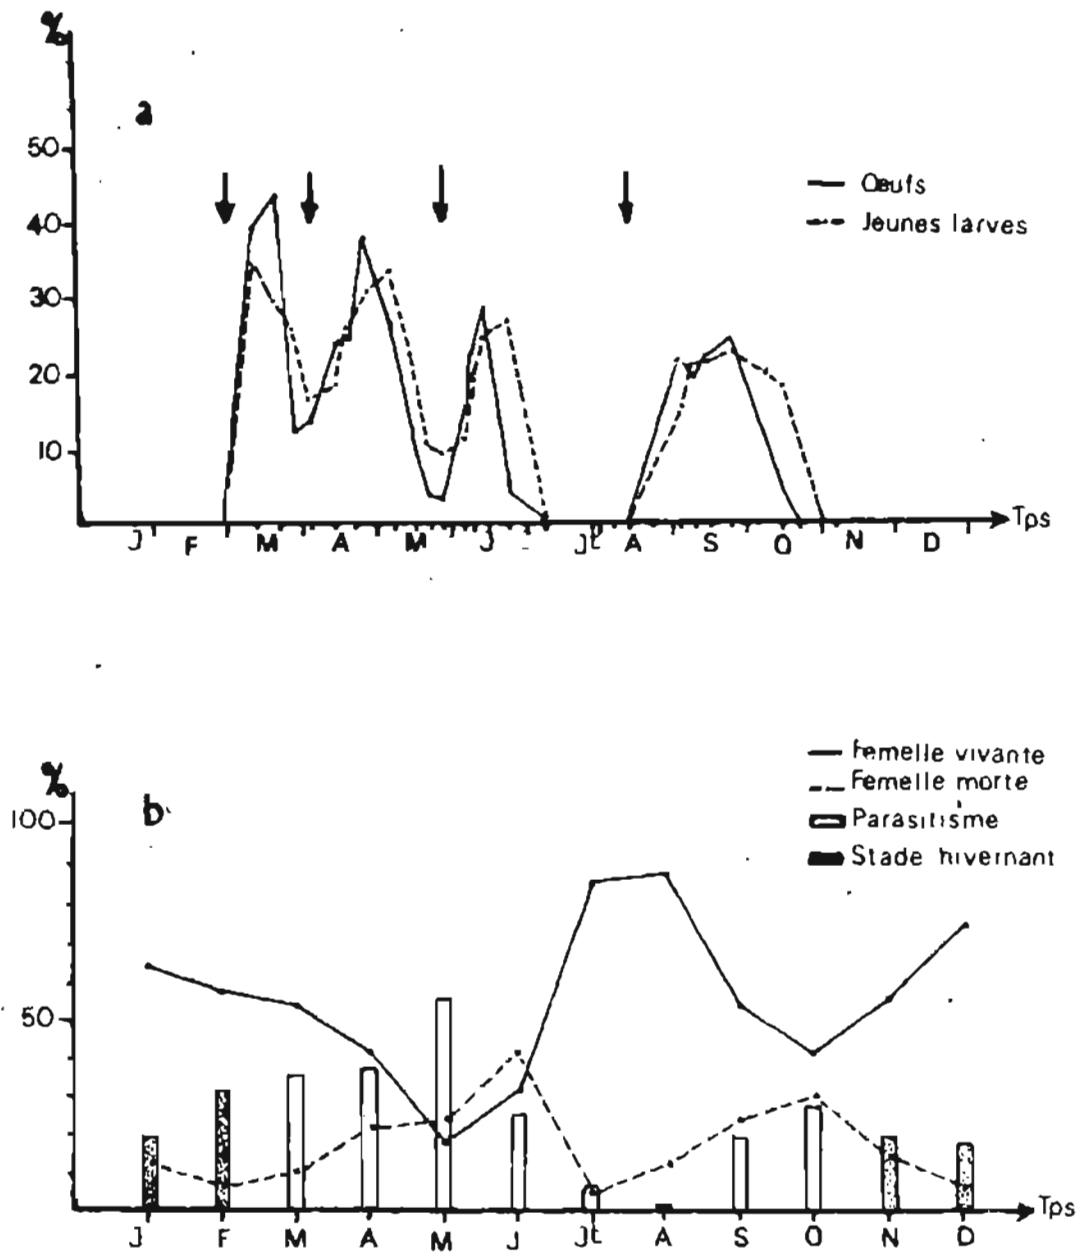 %
a
50
40
30
20
10
Œufs
Jeunes larves
J F M A M J Jt A S O N D Tps
%
b
100
50
Femelle vivante
Femelle morte
Parasitisme
Stade hivernant
J F M A M J Jt A S O N D Tps